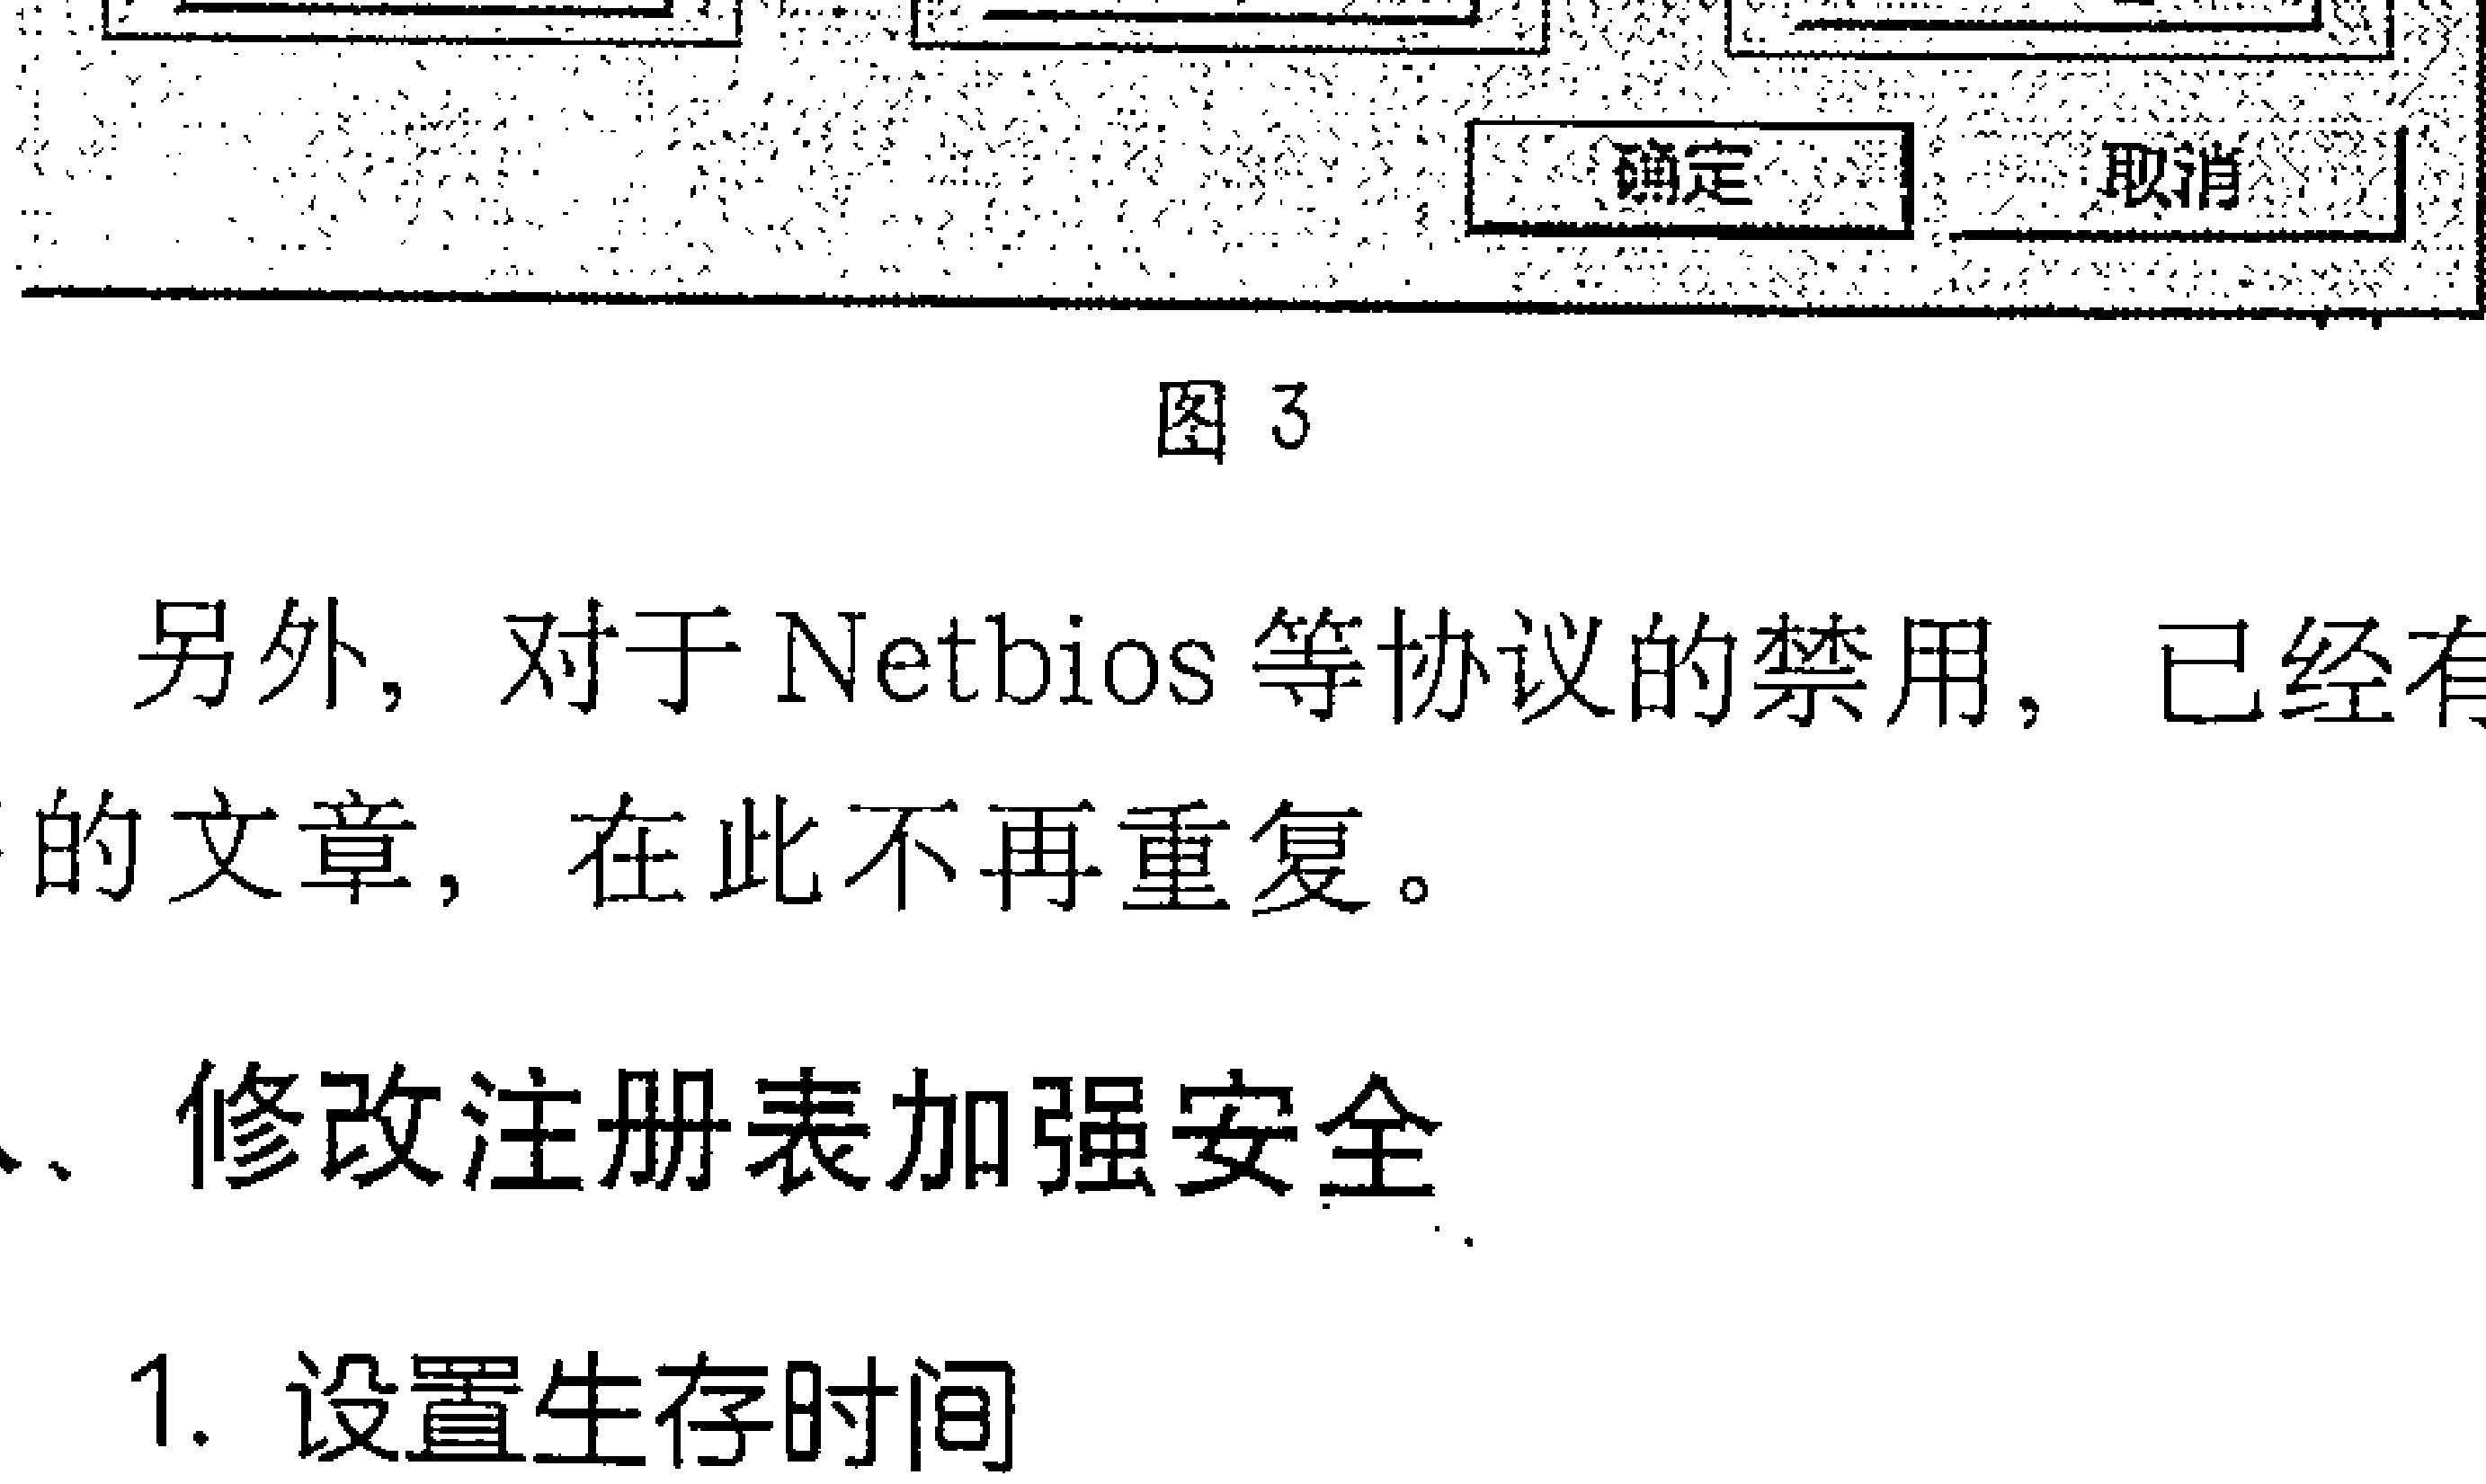 确定 取消
图 3
另外，对于 Netbios 等协议的禁用，已经有
的文章，在此不再重复。
、修改注册表加强安全
1. 设置生存时间